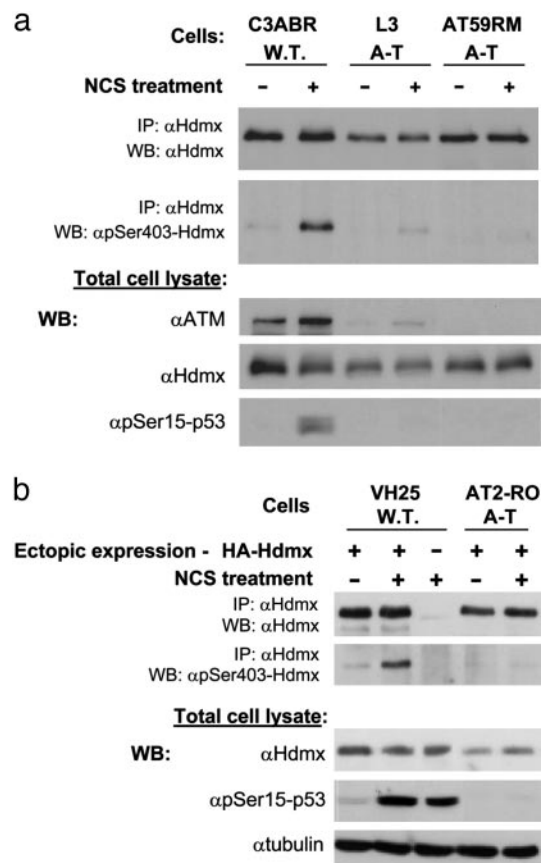 a
Cells: C3ABR L3 AT59RM
W.T. A-T A-T
NCS treatment − + − + − +
IP: αHdmx
WB: αHdmx
IP: αHdmx
WB: αpSer403-Hdmx
Total cell lysate:
WB: αATM
αHdmx
αpSer15-p53
b
Cells VH25 AT2-RO
W.T. A-T
Ectopic expression - HA-Hdmx + + − + +
NCS treatment − + + − +
IP: αHdmx
WB: αHdmx
IP: αHdmx
WB: αpSer403-Hdmx
Total cell lysate:
WB: αHdmx
αpSer15-p53
αtubulin